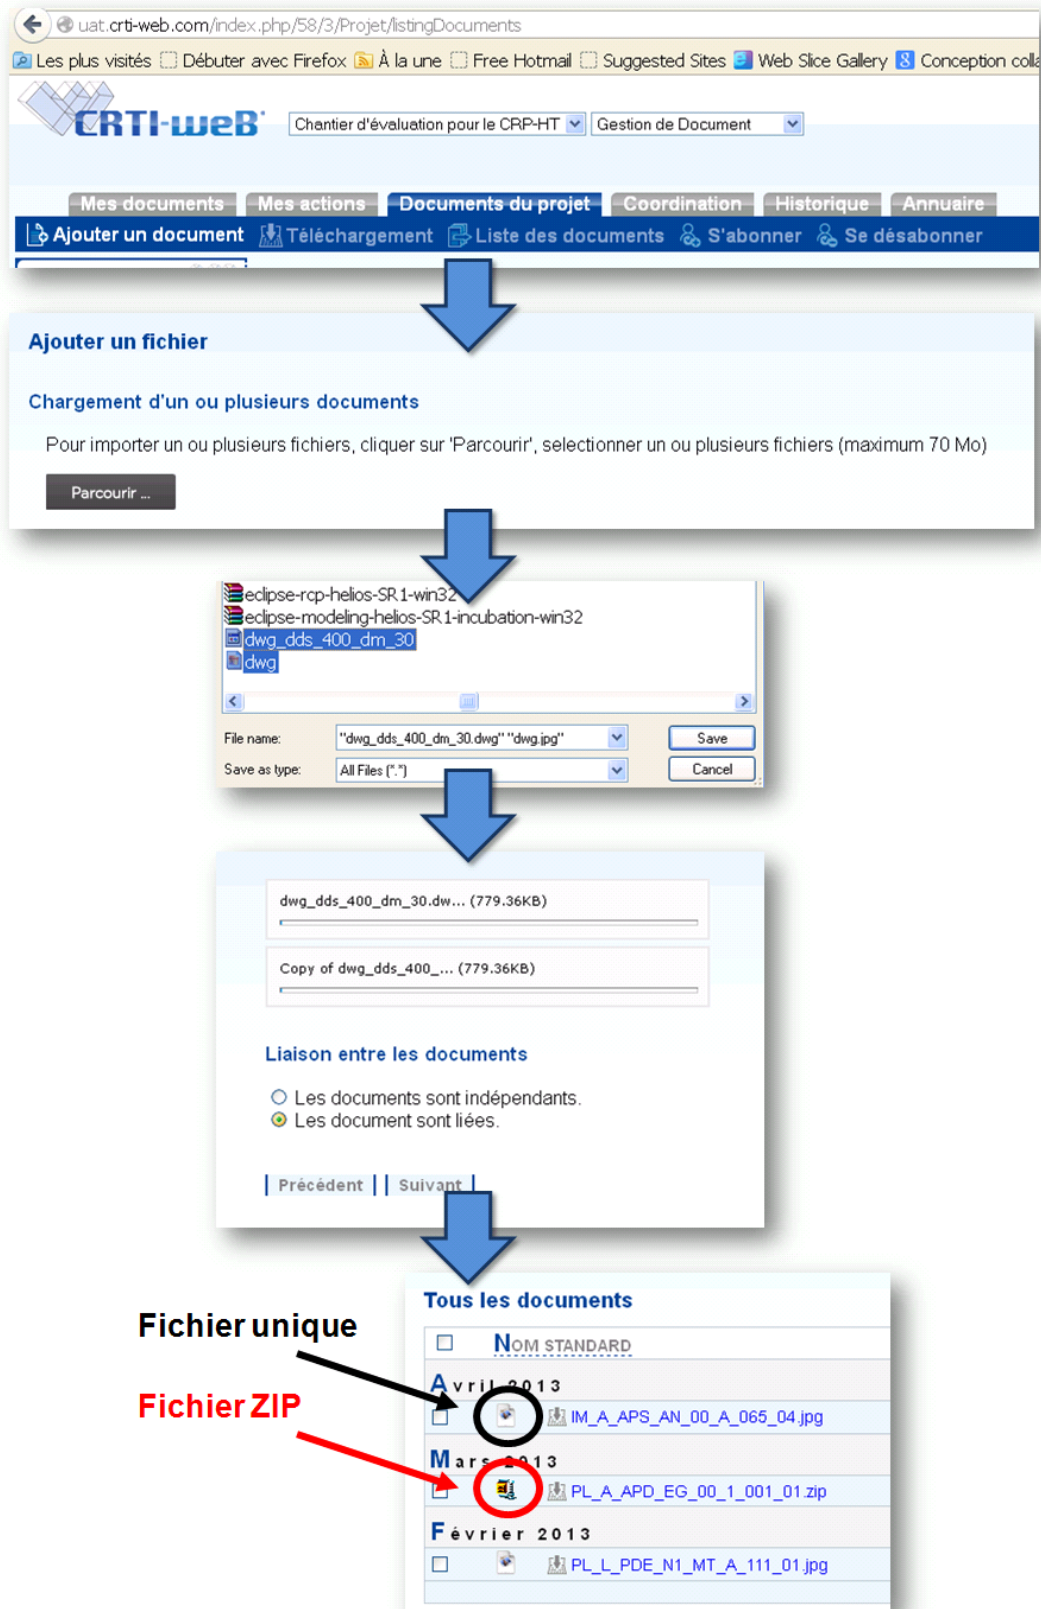 uat.crti-web.com/index.php/58/3/Projet/listingDocuments
Les plus visités Débuter avec Firefox À la une Free Hotmail Suggested Sites Web Slice Gallery Conception colla
CRTI-weB
Chantier d'évaluation pour le CRP-HT Gestion de Document
Mes documents Mes actions Documents du projet Coordination Historique Annuaire
Ajouter un document Téléchargement Liste des documents S'abonner Se désabonner
Ajouter un fichier
Chargement d'un ou plusieurs documents
Pour importer un ou plusieurs fichiers, cliquer sur 'Parcourir', selectionner un ou plusieurs fichiers (maximum 70 Mo)
Parcourir ...
eclipse-rcp-helios-SR1-win32
eclipse-modeling-helios-SR1-incubation-win32
dwg_dds_400_dm_30
dwg
File name: "dwg_dds_400_dm_30.dwg" "dwg.jpg" Save
Save as type: All Files (*.*) Cancel
dwg_dds_400_dm_30.dw... (779.36KB)
Copy of dwg_dds_400_... (779.36KB)
Liaison entre les documents
Les documents sont indépendants.
Les document sont liées.
Précédent Suivant
Tous les documents
Fichier unique
NOM STANDARD
Avril 2013
Fichier ZIP
IM_A_APS_AN_00_A_065_04.jpg
Mars 2013
PL_A_APD_EG_00_1_001_01.zip
Février 2013
PL_L_PDE_N1_MT_A_111_01.jpg